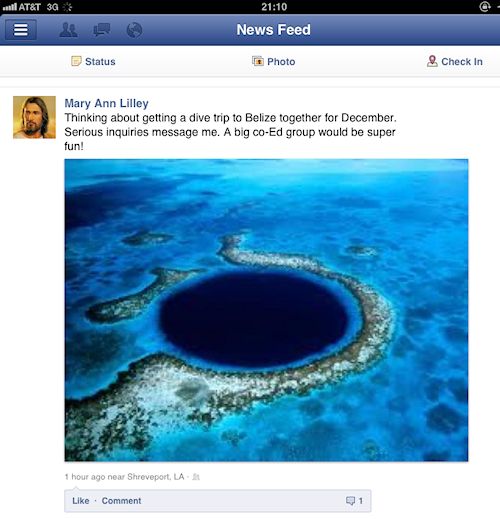 AT&T 3G 21:10
News Feed
Status Photo Check In
Mary Ann Lilley
Thinking about getting a dive trip to Belize together for December.
Serious inquiries message me. A big co-Ed group would be super
fun!
1 hour ago near Shreveport, LA ·
Like · Comment 1